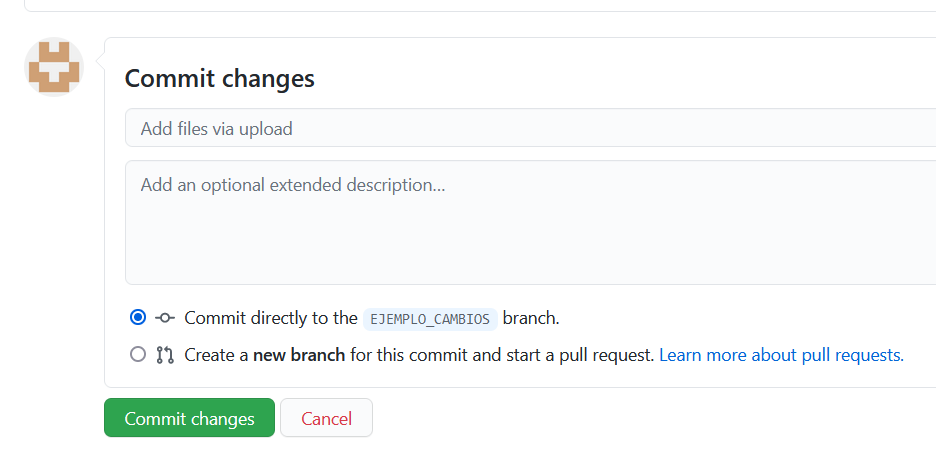 Commit changes
Add files via upload
Add an optional extended description...
Commit directly to the EJEMPLO_CAMBIOS branch.
Create a new branch for this commit and start a pull request. Learn more about pull requests.
Commit changes
Cancel